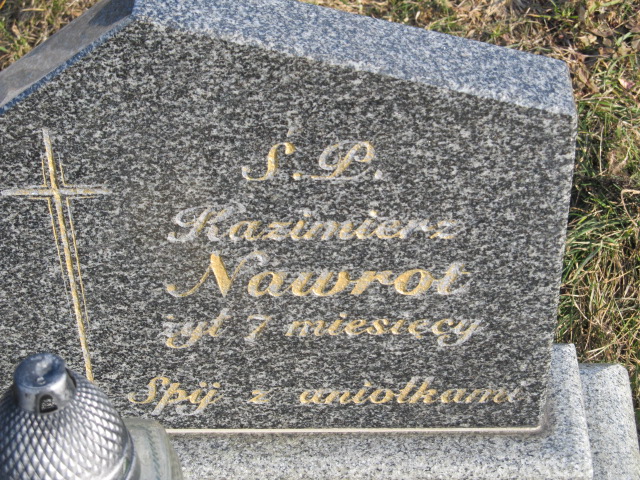 Ś.P.
Kazimierz
Nawrot
żył 7 miesięcy
Śpij z aniołkami